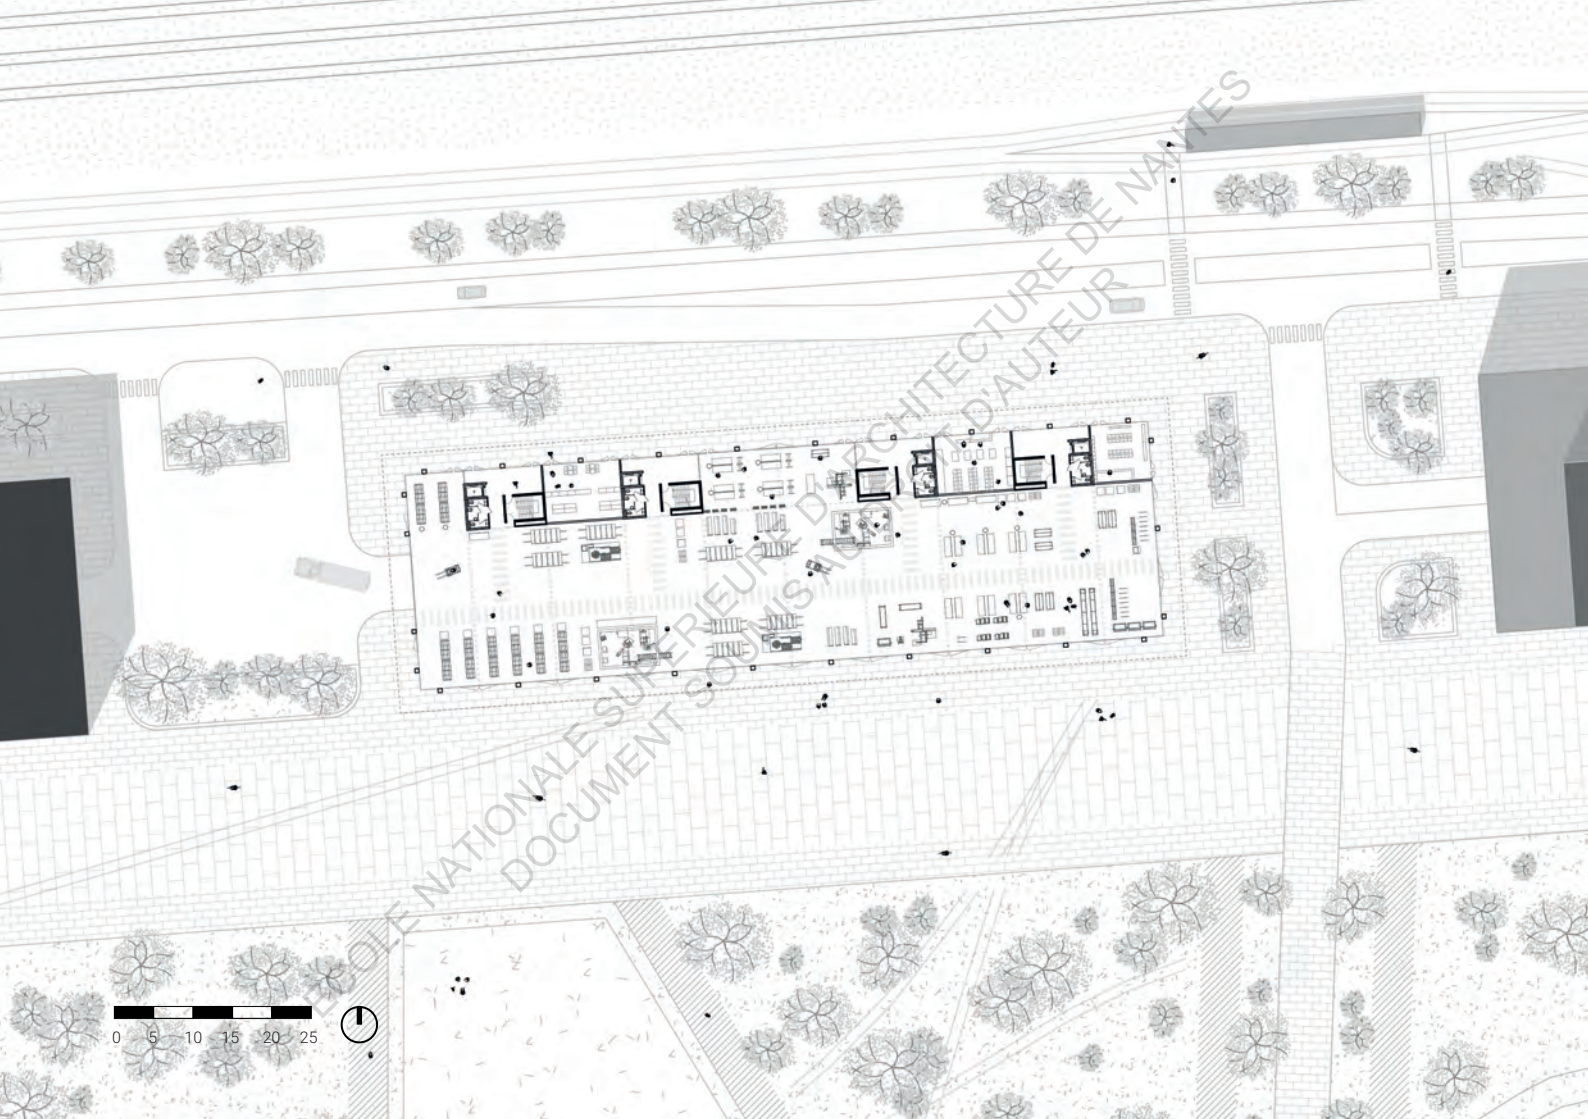 ECOLE NATIONALE SUPERIEURE D'ARCHITECTURE DE NANTES
DOCUMENT SOUMIS AU DROIT D'AUTEUR
0 5 10 15 20 25